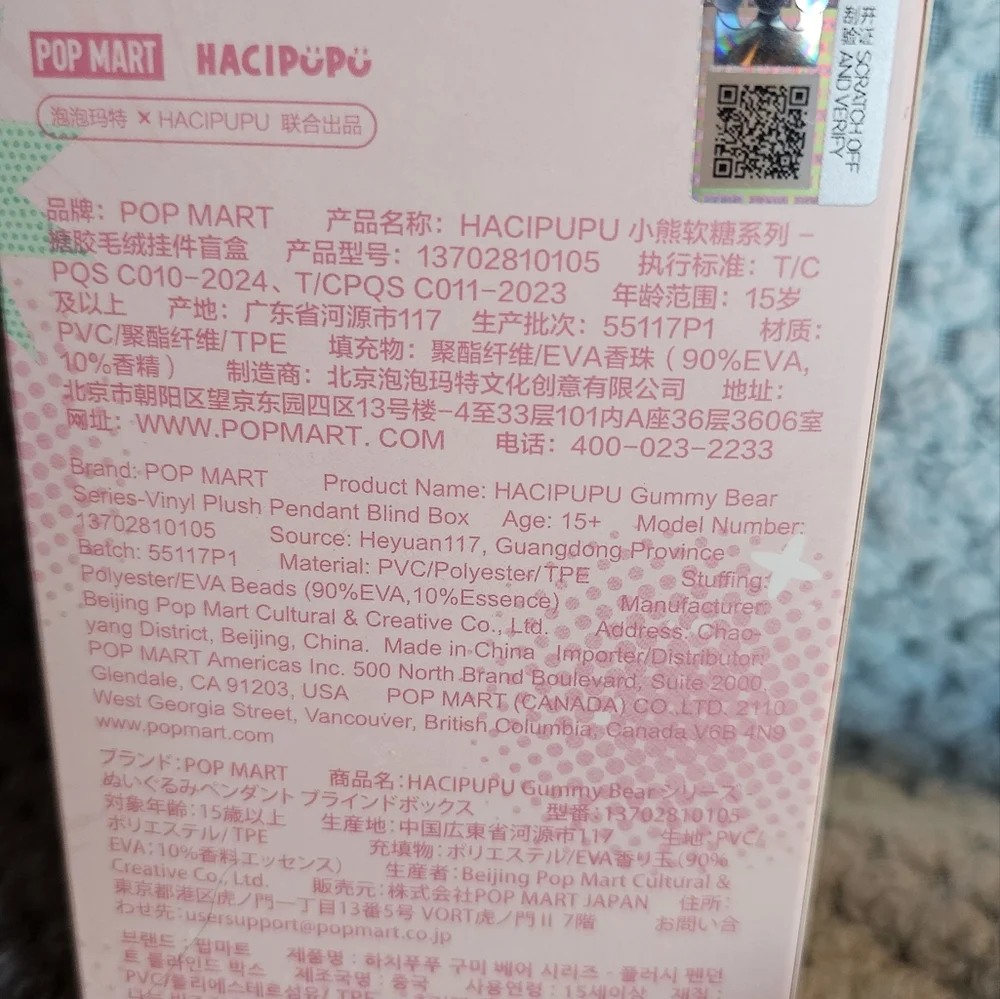 POP MART HACIPUPU
泡泡玛特 × HACIPUPU 联合出品
开证 SCRATCH OFF
刮验 AND VERIFY
品牌：POP MART 产品名称：HACIPUPU 小熊软糖系列 –
搪胶毛绒挂件盲盒 产品型号：13702810105 执行标准：T/C
PQS C010-2024、T/CPQS C011-2023 年龄范围：15岁
及以上 产地：广东省河源市117 生产批次：55117P1 材质：
PVC/聚酯纤维/TPE 填充物：聚酯纤维/EVA香珠（90%EVA,
10%香精） 制造商：北京泡泡玛特文化创意有限公司 地址：
北京市朝阳区望京东园四区13号楼-4至33层101内A座36层3606室
网址：WWW.POPMART. COM 电话：400-023-2233
Brand: POP MART Product Name: HACIPUPU Gummy Bear
Series-Vinyl Plush Pendant Blind Box Age: 15+ Model Number:
13702810105 Source: Heyuan117, Guangdong Province
Batch: 55117P1 Material: PVC/Polyester/TPE Stuffing:
Polyester/EVA Beads (90%EVA,10%Essence) Manufacturer:
Beijing Pop Mart Cultural & Creative Co., Ltd. Address: Chao-
yang District, Beijing, China. Made in China Importer/Distributor:
POP MART Americas Inc. 500 North Brand Boulevard, Suite 2000
Glendale, CA 91203, USA POP MART (CANADA) CO.,LTD. 2110
West Georgia Street, Vancouver, British Columbia, Canada V6B 4N9
www.popmart.com
ブランド：POP MART 商品名：HACIPUPU Gummy Bear シリーズ -
ぬいぐるみペンダント ブラインドボックス 型番：13702810105
対象年齢：15歳以上 生産地：中国広東省河源市117 生地：PVC/
ポリエステル/ TPE 充填物：ポリエステル/EVA香り玉（90%
EVA：10%香料エッセンス） 生産者：Beijing Pop Mart Cultural &
Creative Co., Ltd. 販売元：株式会社POP MART JAPAN 住所：
東京都港区虎ノ門一丁目13番5号 VORT虎ノ門Ⅱ 7階 お問い合
わせ先：usersupport@popmart.co.jp
브랜드 : 팝마트 제품명 : 하치푸푸 구미 베어 시리즈 - 플러시 펜던
트 블라인드 박스 제조국명 : 중국 사용연령 : 15세이상 재질 :
PVC/폴리에스테르섬유/ TPE